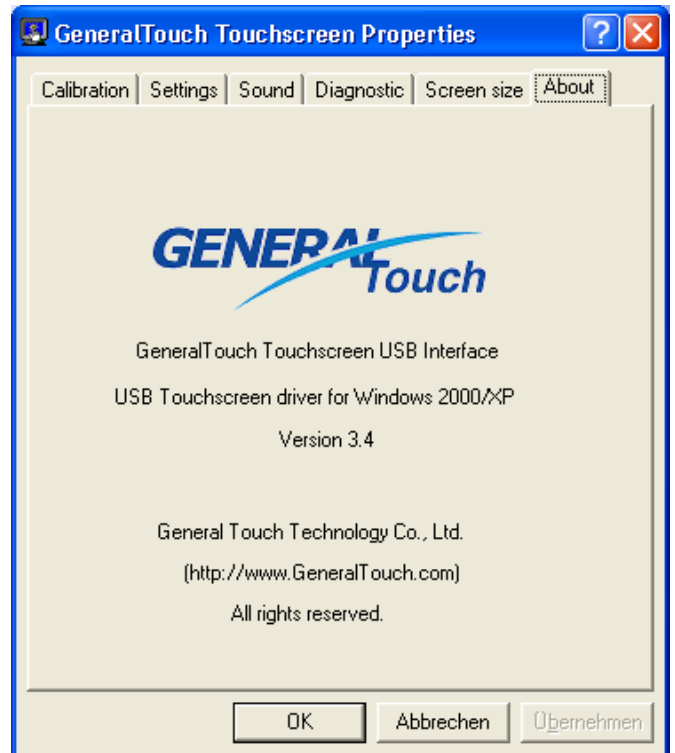 GeneralTouch Touchscreen Properties
Calibration Settings Sound Diagnostic Screen size About
GENERAL
Touch
GeneralTouch Touchscreen USB Interface
USB Touchscreen driver for Windows 2000/XP
Version 3.4
General Touch Technology Co., Ltd.
(http://www.GeneralTouch.com)
All rights reserved.
OK Abbrechen Übernehmen